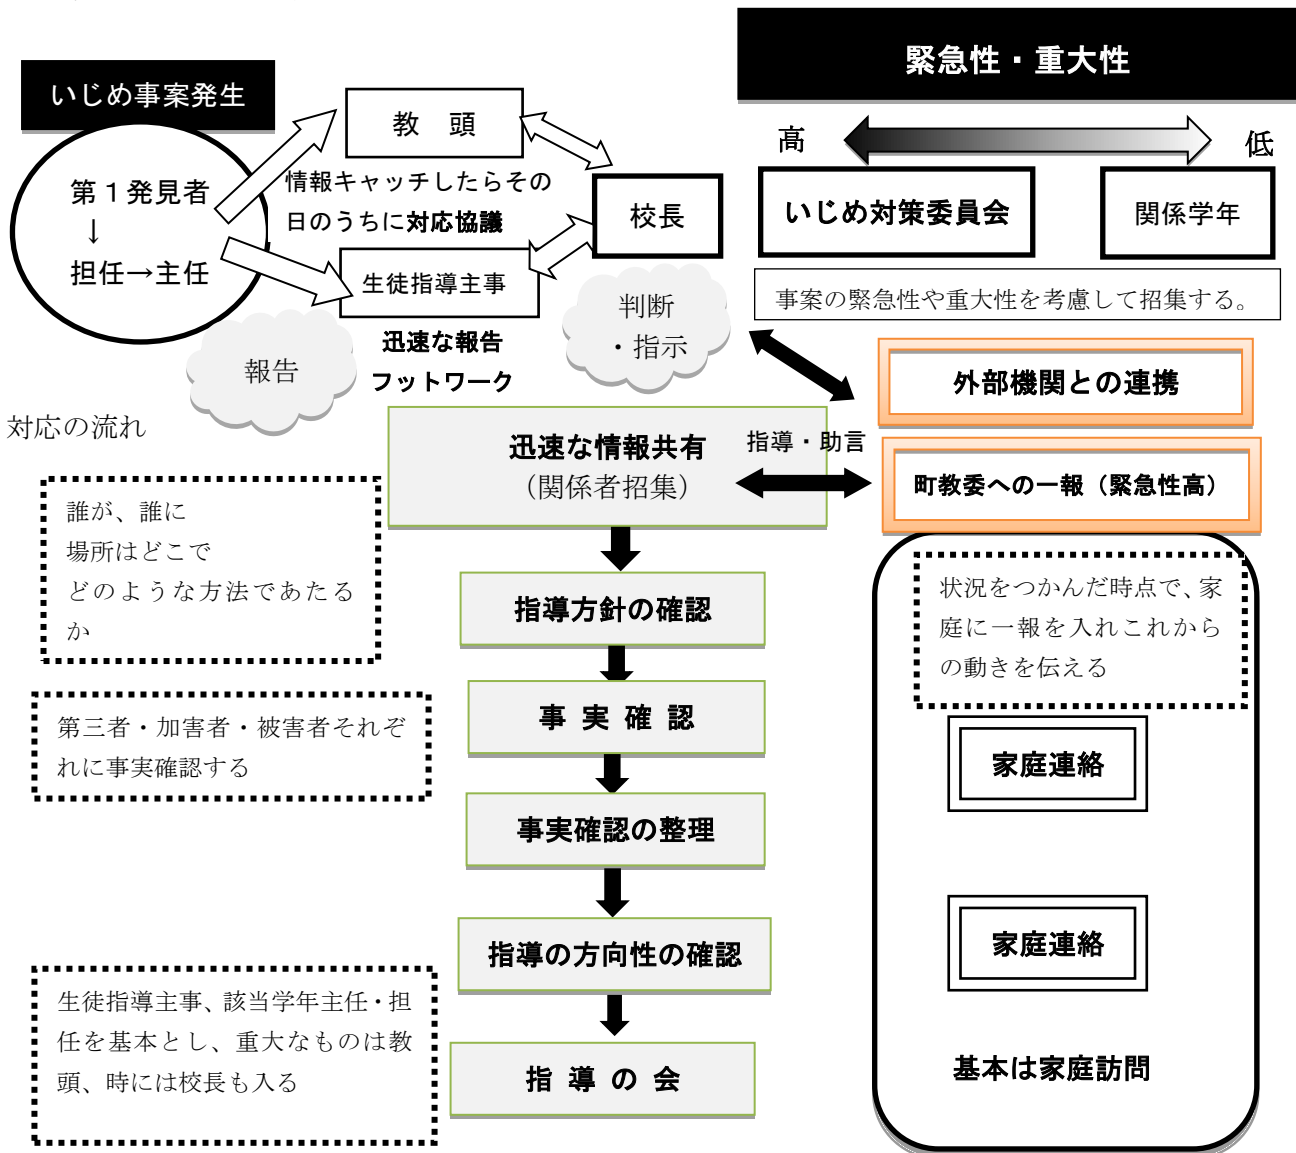 いじめ事案発生
第１発見者
↓
担任→主任
教　頭
情報キャッチしたらその
日のうちに対応協議
生徒指導主事
迅速な報告
フットワーク
報告
校長
判断
・指示
緊急性・重大性
高
低
いじめ対策委員会
関係学年
事案の緊急性や重大性を考慮して招集する。
外部機関との連携
指導・助言
町教委への一報（緊急性高）
対応の流れ
迅速な情報共有
（関係者招集）
誰が、誰に
場所はどこで
どのような方法であたる
か
指導方針の確認
状況をつかんだ時点で、家
庭に一報を入れこれから
の動きを伝える
第三者・加害者・被害者それぞ
れに事実確認する
事 実 確 認
家庭連絡
事実確認の整理
指導の方向性の確認
家庭連絡
生徒指導主事、該当学年主任・担
任を基本とし、重大なものは教
頭、時には校長も入る
指 導 の 会
基本は家庭訪問